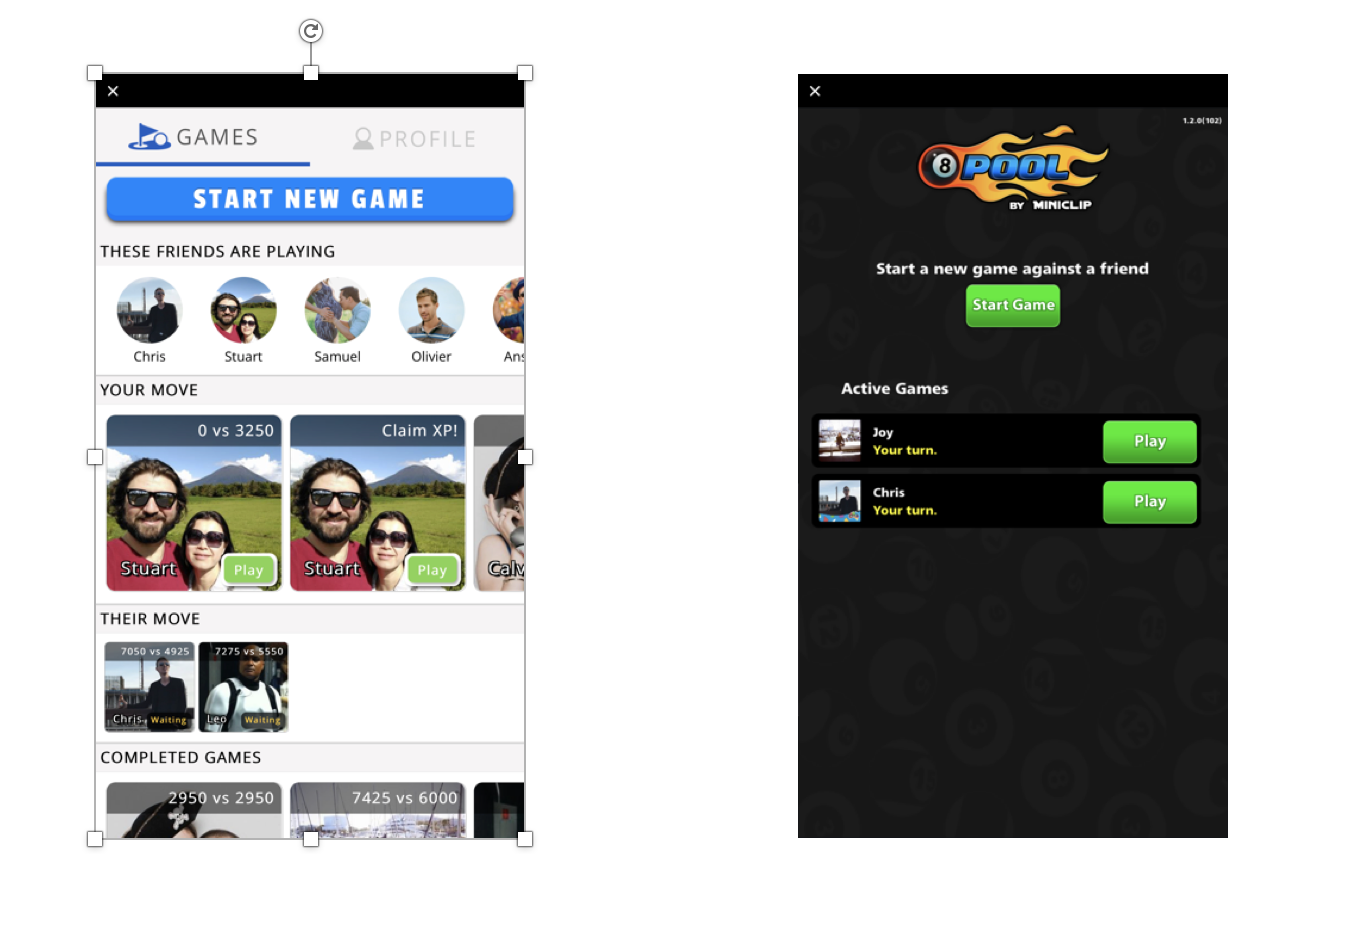 GAMES
PROFILE
START NEW GAME
THESE FRIENDS ARE PLAYING
Chris
Stuart
Samuel
Olivier
Ans
YOUR MOVE
0 vs 3250
Claim XP!
Stuart
Play
Stuart
Play
Calv
THEIR MOVE
7050 vs 4925
7275 vs 5550
Chris
Waiting
Leo
Waiting
COMPLETED GAMES
2950 vs 2950
7425 vs 6000
1.2.0(102)
8 POOL
BY MINICLIP
Start a new game against a friend
Start Game
Active Games
Joy
Your turn.
Play
Chris
Your turn.
Play